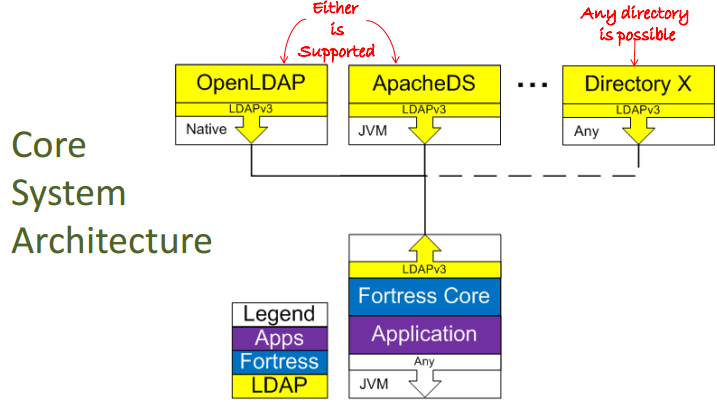 Either
is
Supported
Any directory
is possible
OpenLDAP
LDAPv3
Native
ApacheDS
LDAPv3
JVM
...
Directory X
LDAPv3
Any
Core
System
Architecture
LDAPv3
Fortress Core
Application
Any
JVM
Legend
Apps
Fortress
LDAP